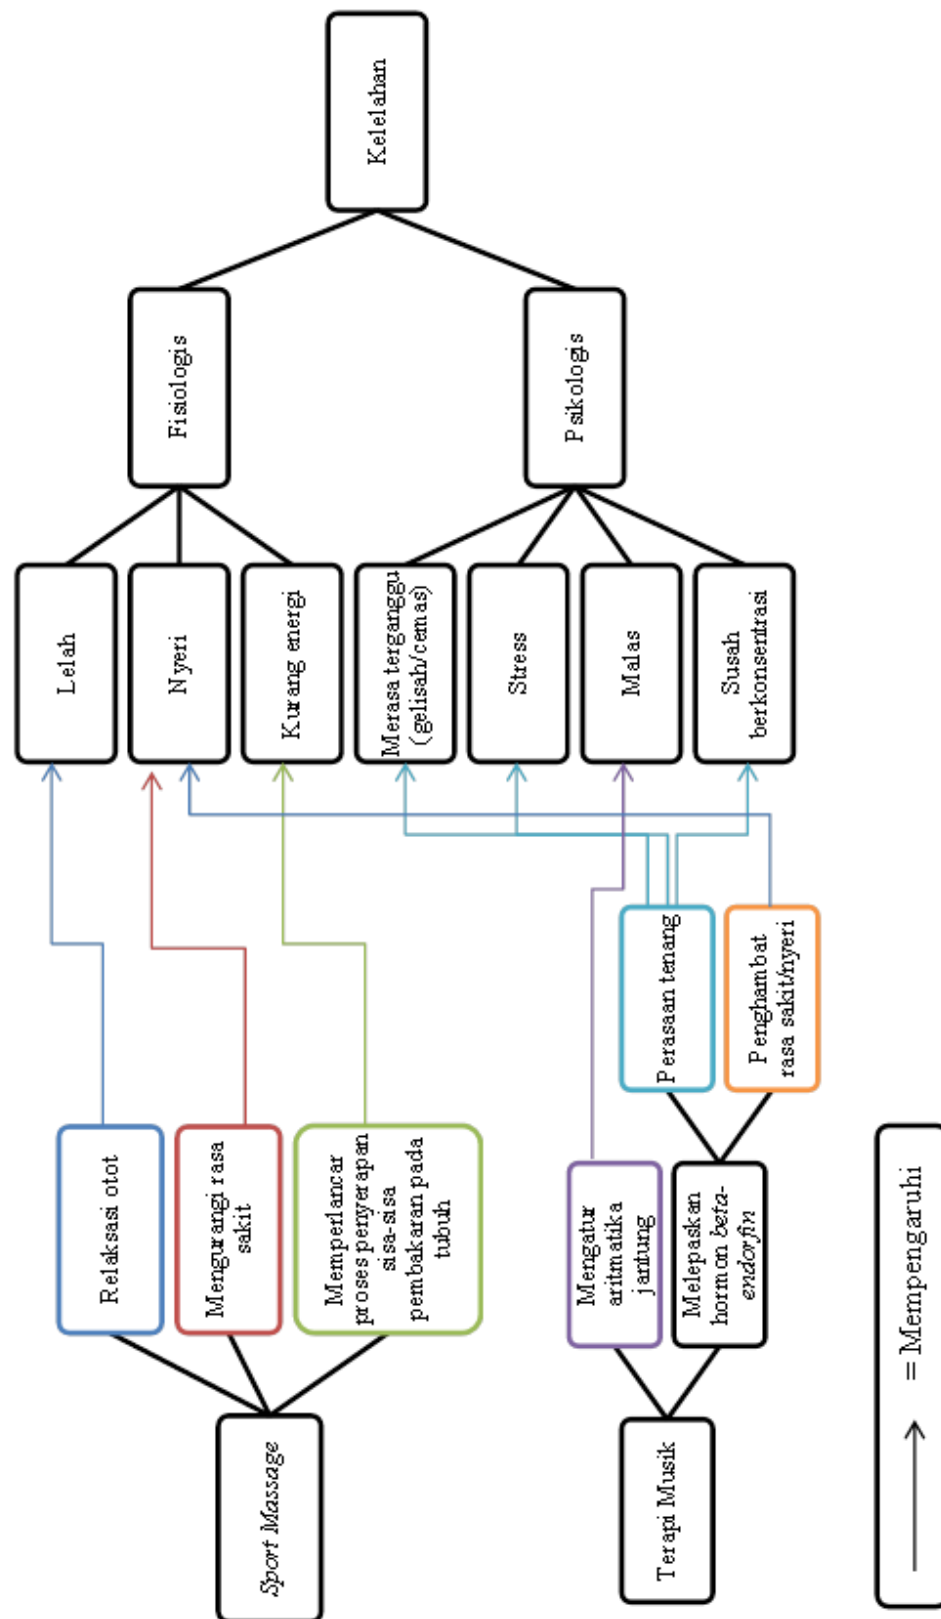 Kelelahan
Fisiologis
Psikologis
Lelah
Nyeri
Kurang energi
Merasa terganggu
(gelisah/cemas)
Stress
Malas
Susah
berkonsentrasi
Perasaan tenang
Penghambat
rasa sakit/nyeri
Relaksasi otot
Mengurangi rasa
sakit
Memperlancar
proses penyerapan
sisa-sisa
pembakaran pada
tubuh
Mengatur
aritmatika
jantung
Melepaskan
hormon beta-
endorfin
Sport Massage
Terapi Musik
= Mempengaruhi